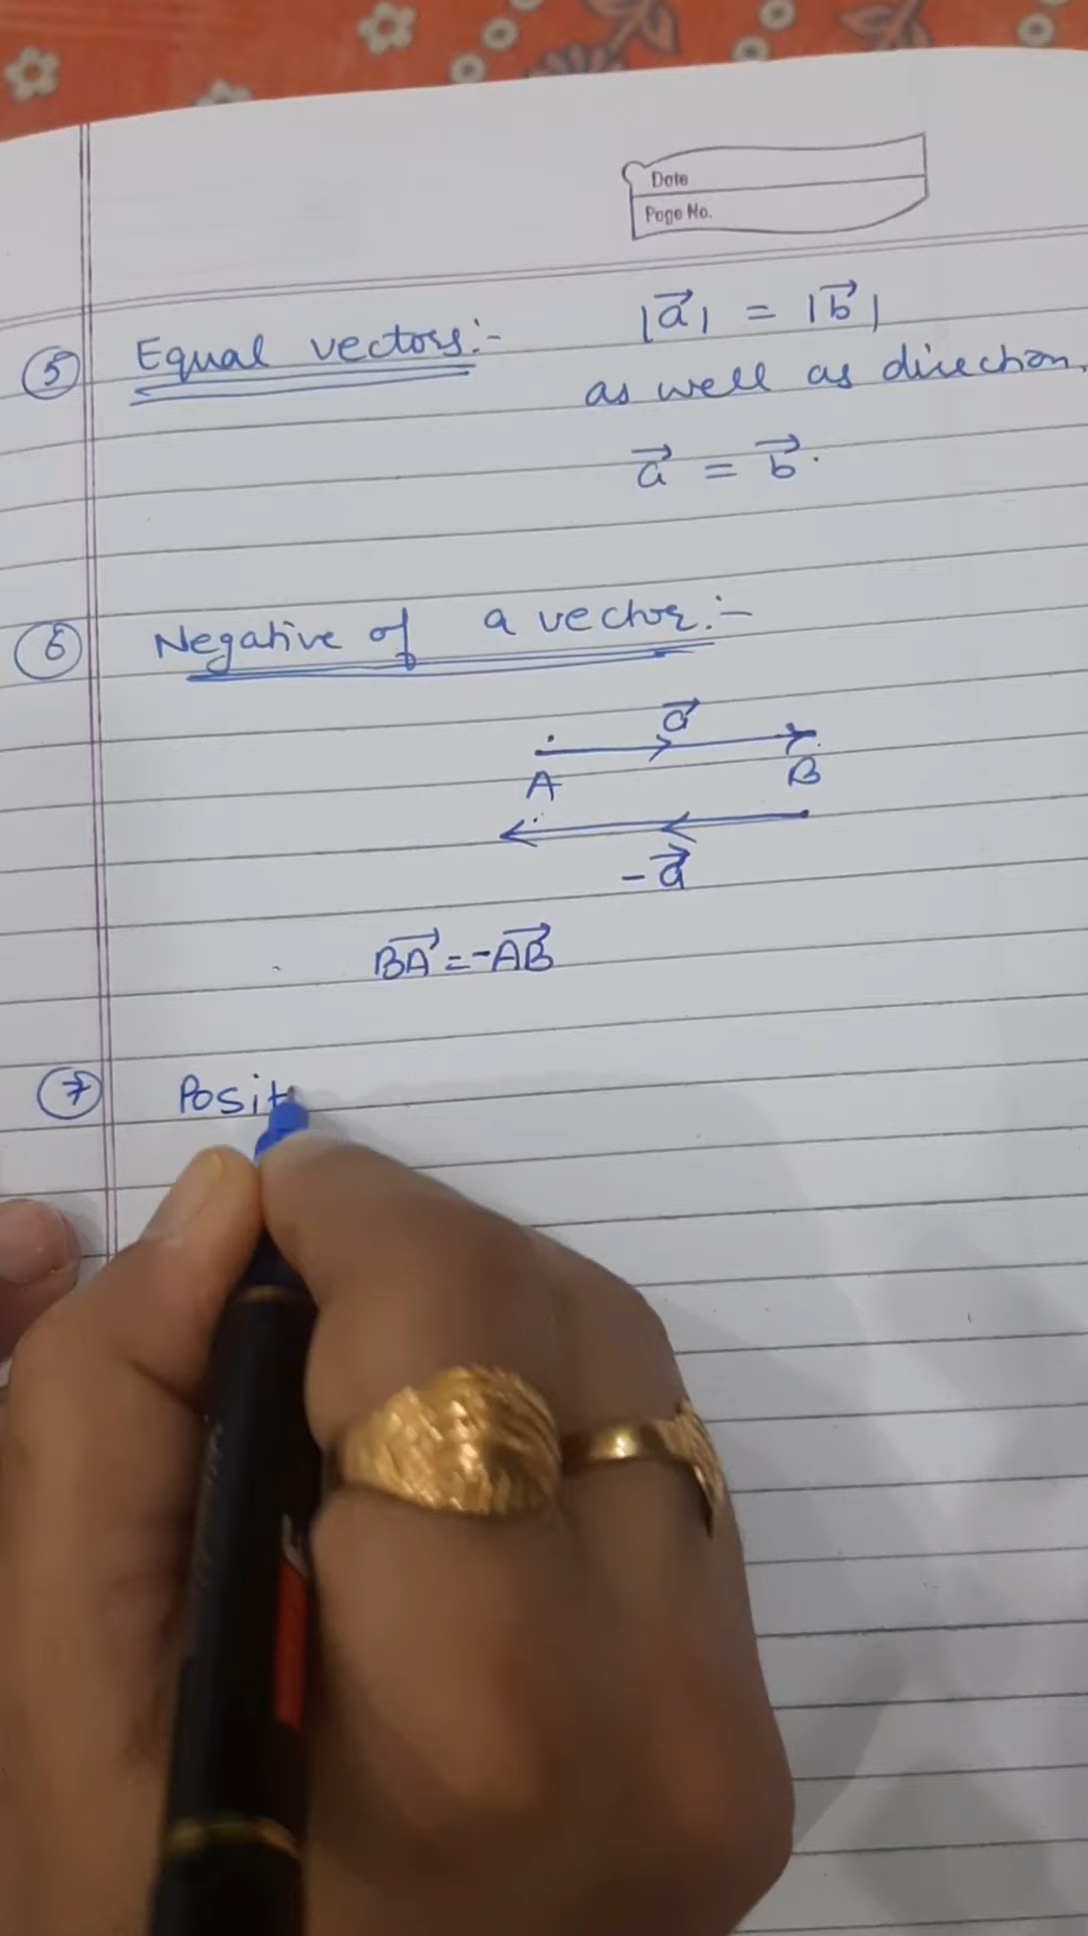 Date
Page No.
5 Equal vectors:- |a⃗| = |b⃗|
as well as direction.
a⃗ = b⃗.
6 Negative of a vector:-
a⃗
A B
-a⃗
BA⃗ = -AB⃗
7 Posit